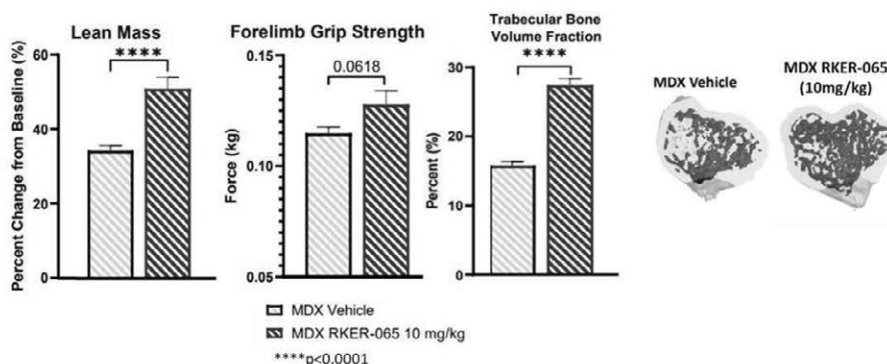 Lean Mass
Percent Change from Baseline (%)
60
40
20
0
****
Forelimb Grip Strength
Force (kg)
0.15
0.10
0.05
0.0618
Trabecular Bone
Volume Fraction
Percent (%)
30
20
10
0
****
MDX Vehicle
MDX RKER-065
(10mg/kg)
MDX Vehicle
MDX RKER-065 10 mg/kg
****p<0.0001